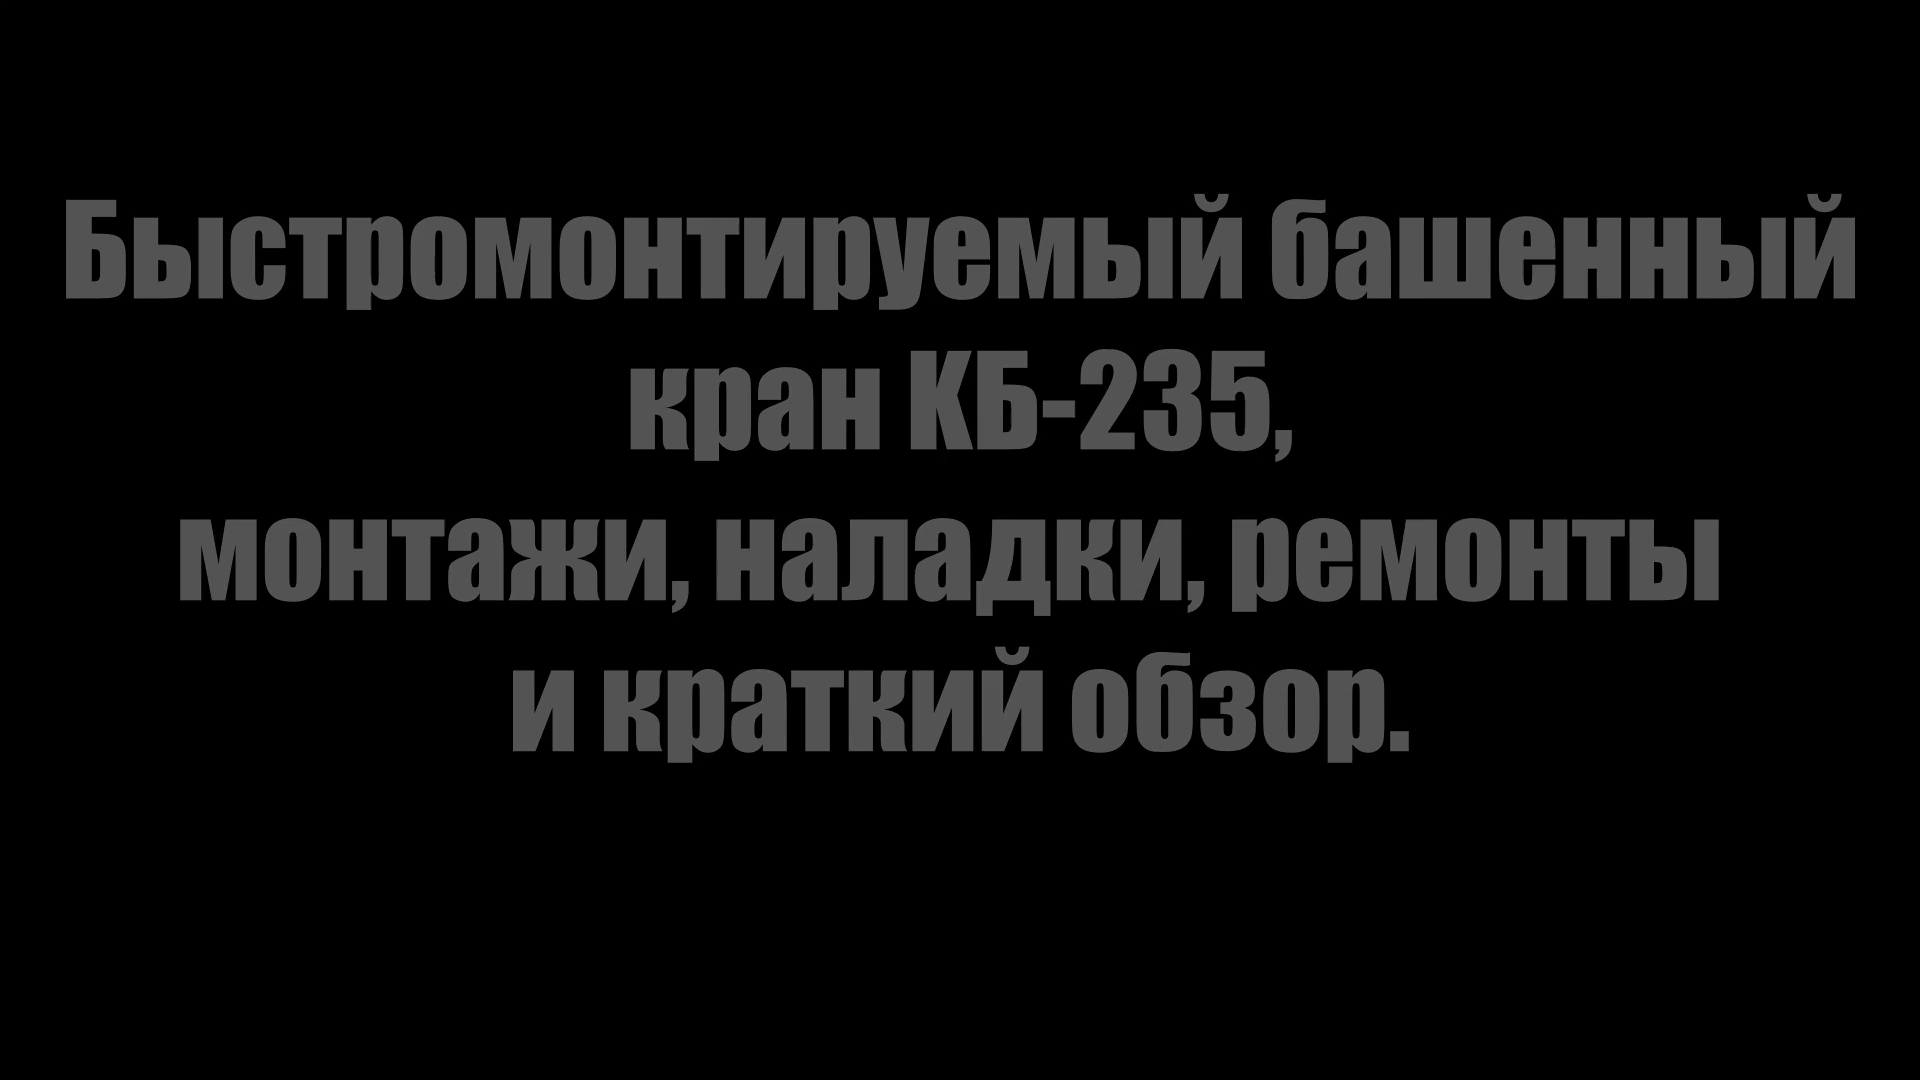 Быстромонтируемый башенный
кран КБ-235,
монтажи, наладки, ремонты
и краткий обзор.